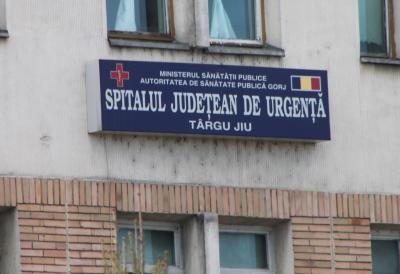 MINISTERUL SĂNĂTĂȚII PUBLICE
AUTORITATEA DE SĂNĂTATE PUBLICĂ GORJ
SPITALUL JUDEȚEAN DE URGENȚĂ
TÂRGU JIU